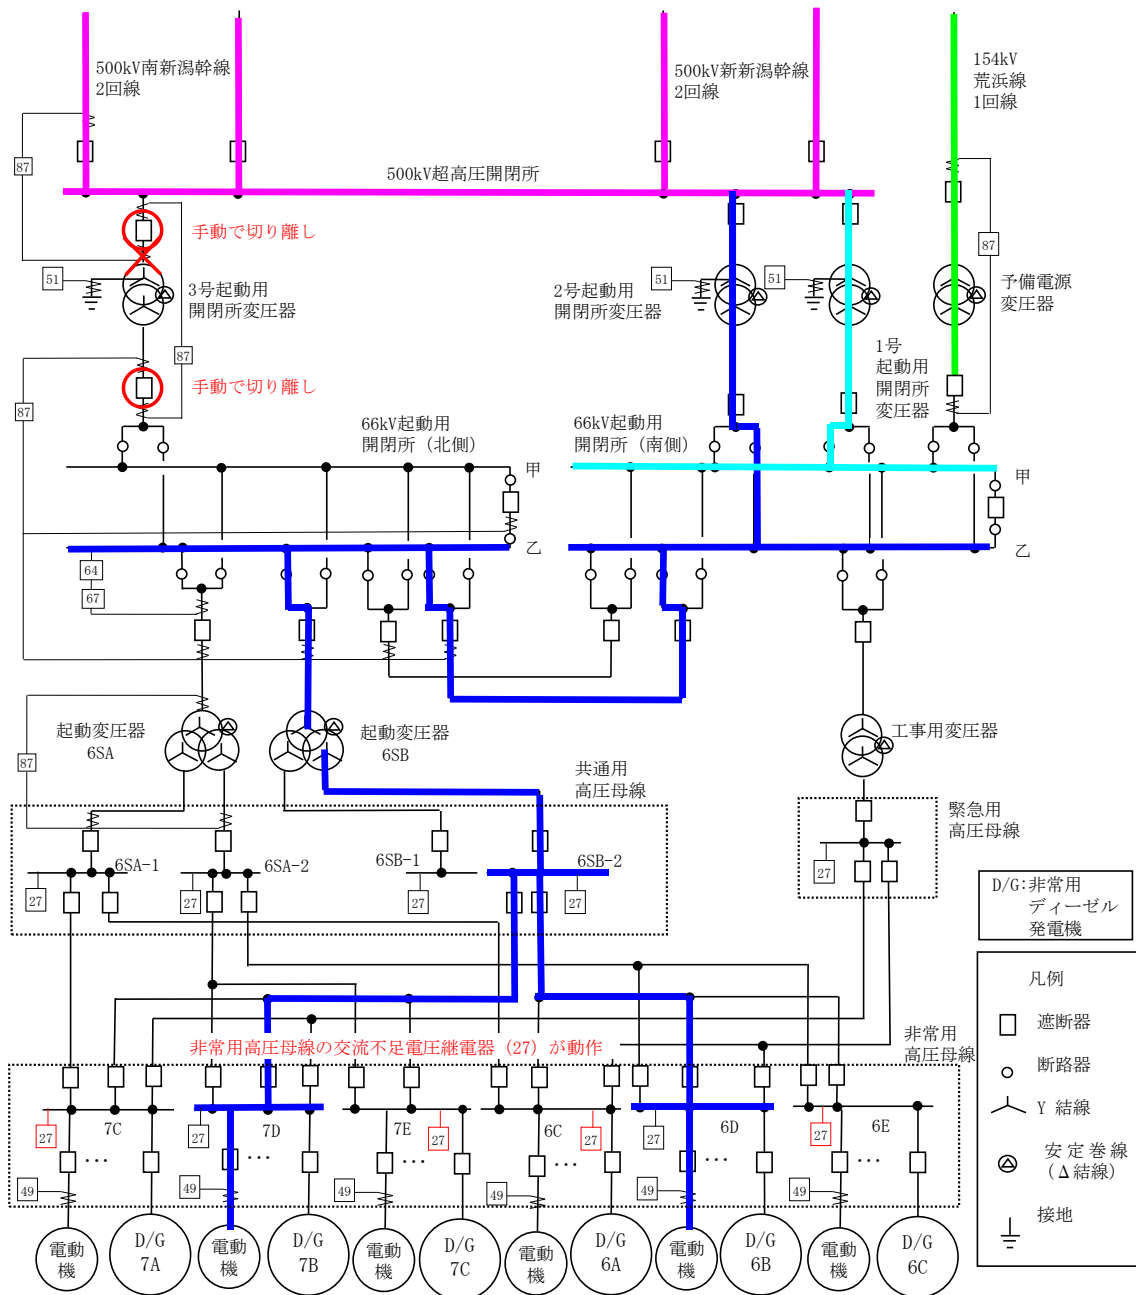 500kV南新潟幹線
2回線
500kV新新潟幹線
2回線
154kV
荒浜線
1回線
87
500kV超高圧開閉所
手動で切り離し
87
51
3号起動用
開閉所変圧器
51
2号起動用
開閉所変圧器
51
予備電源
変圧器
87
1号
起動用
開閉所
変圧器
手動で切り離し
87
66kV起動用
開閉所（北側）
66kV起動用
開閉所（南側）
甲
甲
乙
乙
64
67
起動変圧器
6SA
起動変圧器
6SB
工事用変圧器
87
共通用
高圧母線
緊急用
高圧母線
6SA-1
6SA-2
6SB-1
6SB-2
27
27
27
27
27
D/G:非常用
ディーゼル
発電機
凡例
遮断器
断路器
Y 結線
安定巻線
(Δ結線)
接地
非常用高圧母線の交流不足電圧継電器（27）が動作
非常用
高圧母線
27
7C
27
7D
7E
27
6C
27
27
6D
27
6E
...
...
...
...
...
...
49
49
49
49
49
49
電動
機
D/G
7A
電動
機
D/G
7B
電動
機
D/G
7C
電動
機
D/G
6A
電動
機
D/G
6B
電動
機
D/G
6C